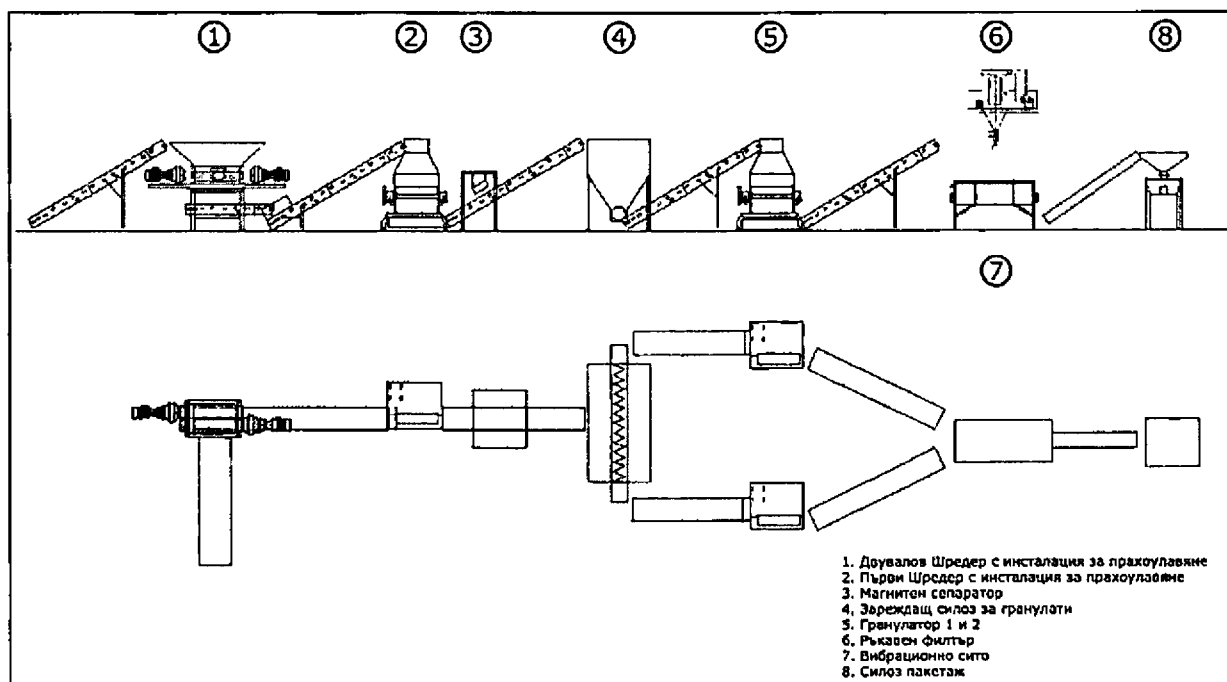 1 2 3 4 5 6 8
7
1. Двувалов Шредер с инсталация за прахоулавяне
2. Първи Шредер с инсталация за прахоулавяне
3. Магнитен сепаратор
4. Зареждащ силоз за гранулати
5. Гранулатор 1 и 2
6. Ръкавен филтър
7. Вибрационно сито
8. Силоз пакетаж